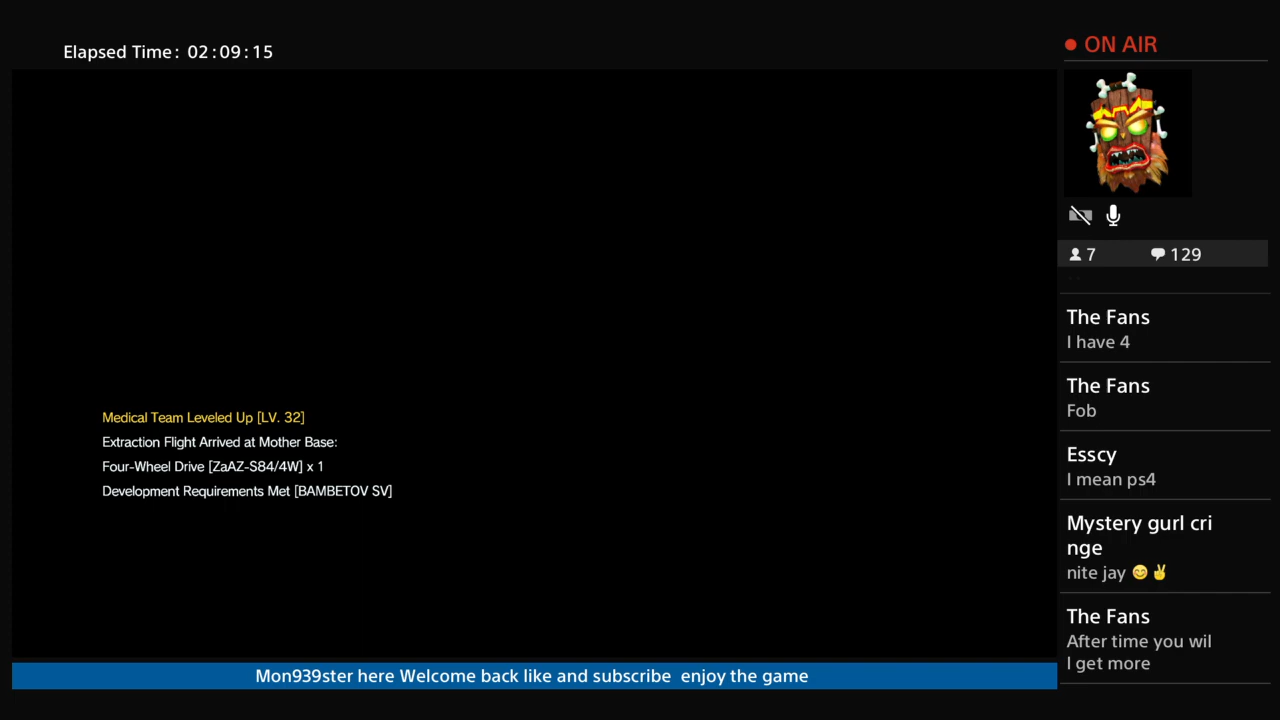 Elapsed Time: 02:09:15
ON AIR
7
129
The Fans
I have 4
The Fans
Fob
Esscy
I mean ps4
Mystery gurl cri
nge
nite jay 😊✌
The Fans
After time you wil
l get more
Medical Team Leveled Up [LV. 32]
Extraction Flight Arrived at Mother Base:
Four-Wheel Drive [ZaAZ-S84/4W] x 1
Development Requirements Met [BAMBETOV SV]
Mon939ster here Welcome back like and subscribe  enjoy the game